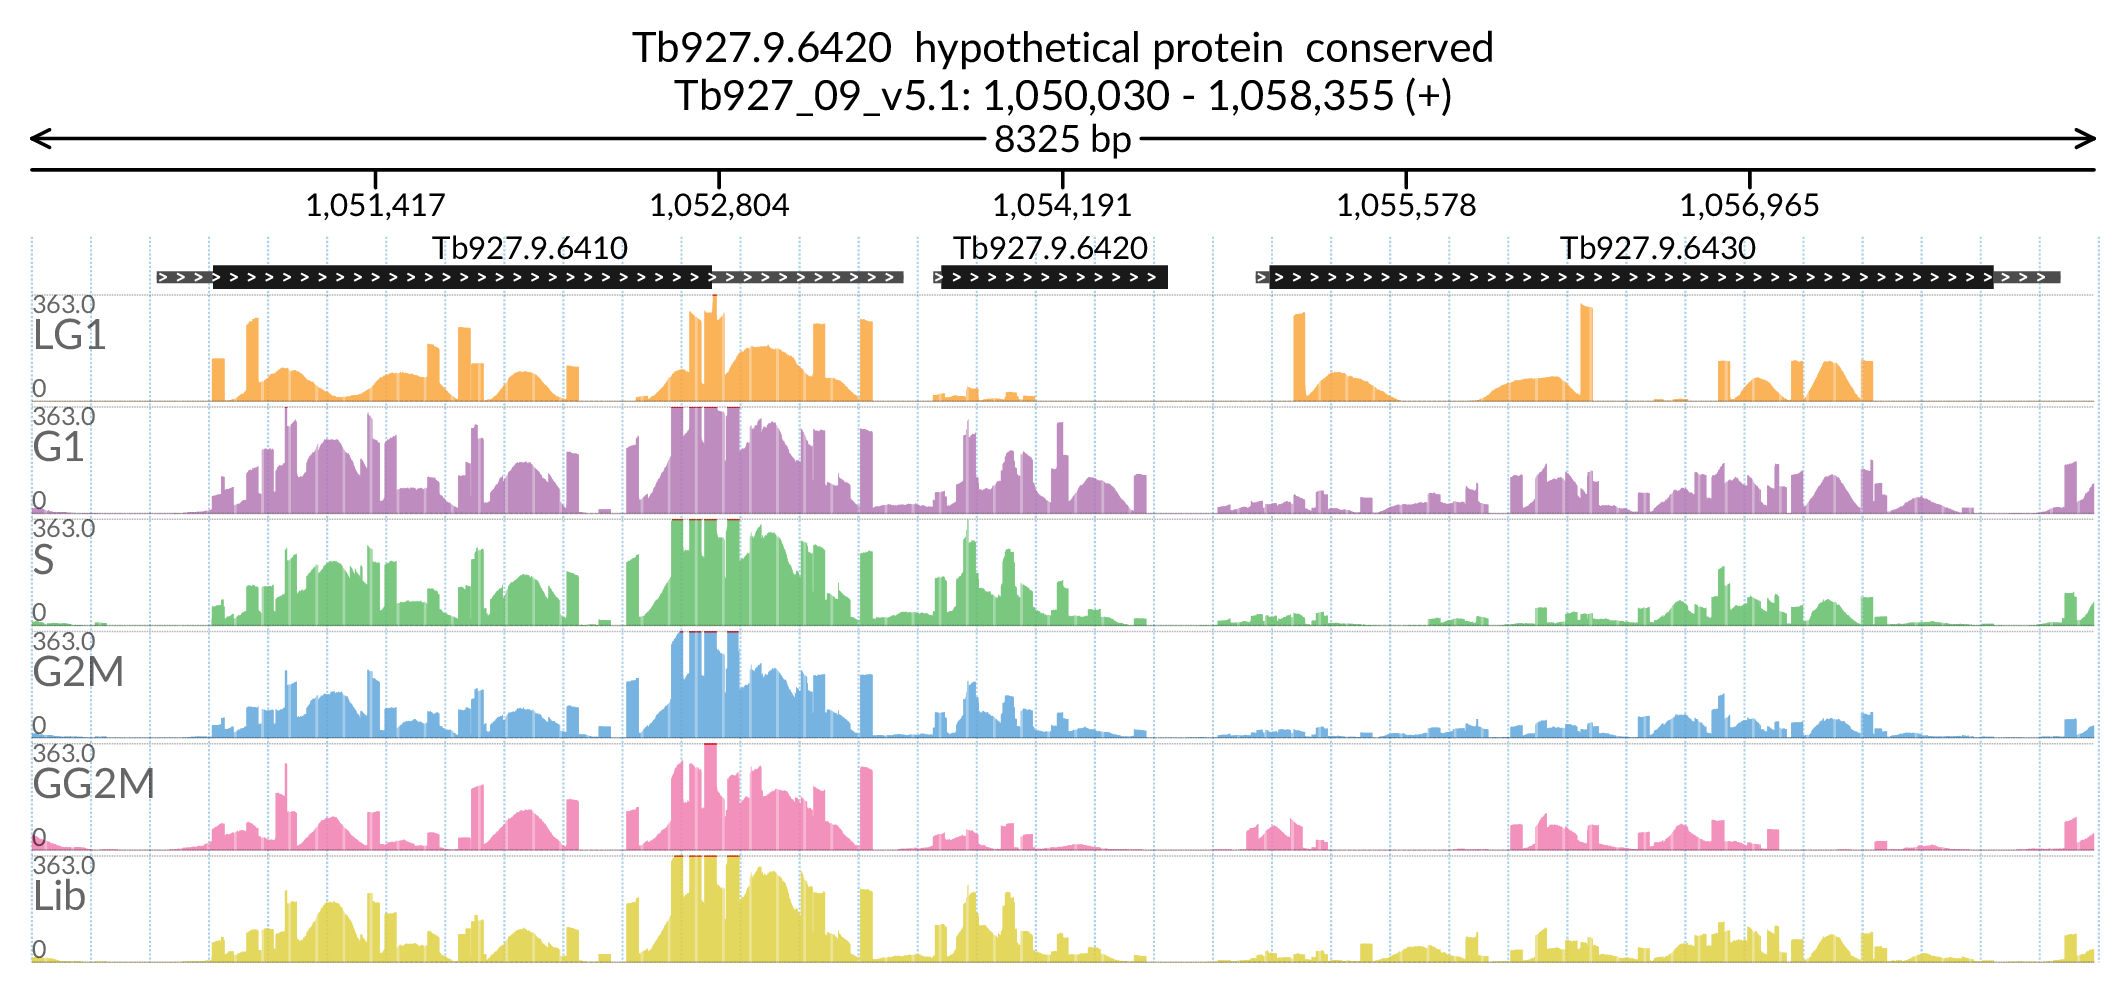 Tb927.9.6420  hypothetical protein  conserved
Tb927_09_v5.1: 1,050,030 - 1,058,355 (+)
8325 bp
1,051,417 1,052,804 1,054,191 1,055,578 1,056,965
Tb927.9.6410 Tb927.9.6420 Tb927.9.6430
363.0
LG1
0
363.0
G1
0
363.0
S
0
363.0
G2M
0
363.0
GG2M
0
363.0
Lib
0